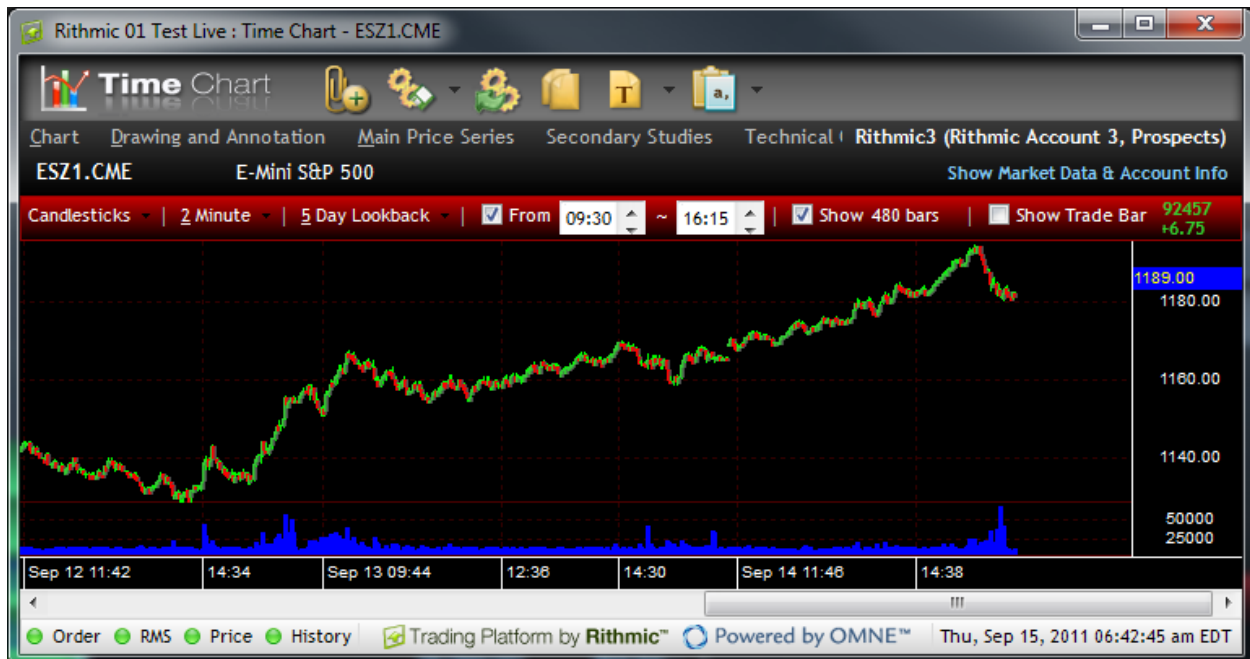 Rithmic 01 Test Live : Time Chart - ESZ1.CME
Time Chart
T
a,
Chart Drawing and Annotation Main Price Series Secondary Studies Technical Rithmic3 (Rithmic Account 3, Prospects)
ESZ1.CME E-Mini S&P 500 Show Market Data & Account Info
Candlesticks | 2 Minute | 5 Day Lookback | From 09:30 ~ 16:15 | Show 480 bars | Show Trade Bar 92457
+6.75
1189.00
1180.00
1160.00
1140.00
50000
25000
Sep 12 11:42 14:34 Sep 13 09:44 12:36 14:30 Sep 14 11:46 14:38
Order RMS Price History Trading Platform by Rithmic™ Powered by OMNE™ Thu, Sep 15, 2011 06:42:45 am EDT